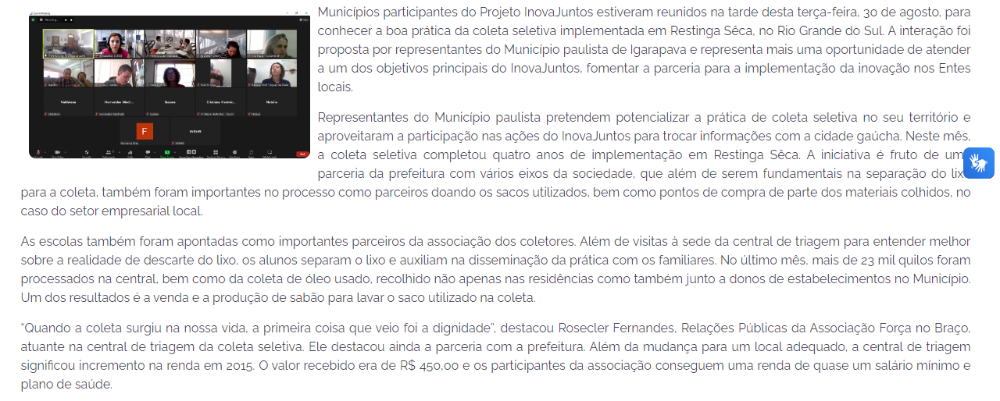 Municípios participantes do Projeto InovaJuntos estiveram reunidos na tarde desta terça-feira, 30 de agosto, para
conhecer a boa prática da coleta seletiva implementada em Restinga Sêca, no Rio Grande do Sul. A interação foi
proposta por representantes do Município paulista de Igarapava e representa mais uma oportunidade de atender
a um dos objetivos principais do InovaJuntos, fomentar a parceria para a implementação da inovação nos Entes
locais.
Representantes do Município paulista pretendem potencializar a prática de coleta seletiva no seu território e
aproveitaram a participação nas ações do InovaJuntos para trocar informações com a cidade gaúcha. Neste mês,
a coleta seletiva completou quatro anos de implementação em Restinga Sêca. A iniciativa é fruto de um
parceria da prefeitura com vários eixos da sociedade, que além de serem fundamentais na separação do lix
para a coleta, também foram importantes no processo como parceiros doando os sacos utilizados, bem como pontos de compra de parte dos materiais colhidos, no
caso do setor empresarial local.
As escolas também foram apontadas como importantes parceiros da associação dos coletores. Além de visitas à sede da central de triagem para entender melhor
sobre a realidade de descarte do lixo, os alunos separam o lixo e auxiliam na disseminação da prática com os familiares. No último mês, mais de 23 mil quilos foram
processados na central, bem como da coleta de óleo usado, recolhido não apenas nas residências como também junto a donos de estabelecimentos no Município.
Um dos resultados é a venda e a produção de sabão para lavar o saco utilizado na coleta.
“Quando a coleta surgiu na nossa vida, a primeira coisa que veio foi a dignidade”, destacou Rosecler Fernandes, Relações Públicas da Associação Força no Braço,
atuante na central de triagem da coleta seletiva. Ele destacou ainda a parceria com a prefeitura. Além da mudança para um local adequado, a central de triagem
significou incremento na renda em 2015. O valor recebido era de R$ 450,00 e os participantes da associação conseguem uma renda de quase um salário mínimo e
plano de saúde.
Valdelena
Hernandes Medr...
Susana
Cristiane Hastrei...
Natália
F